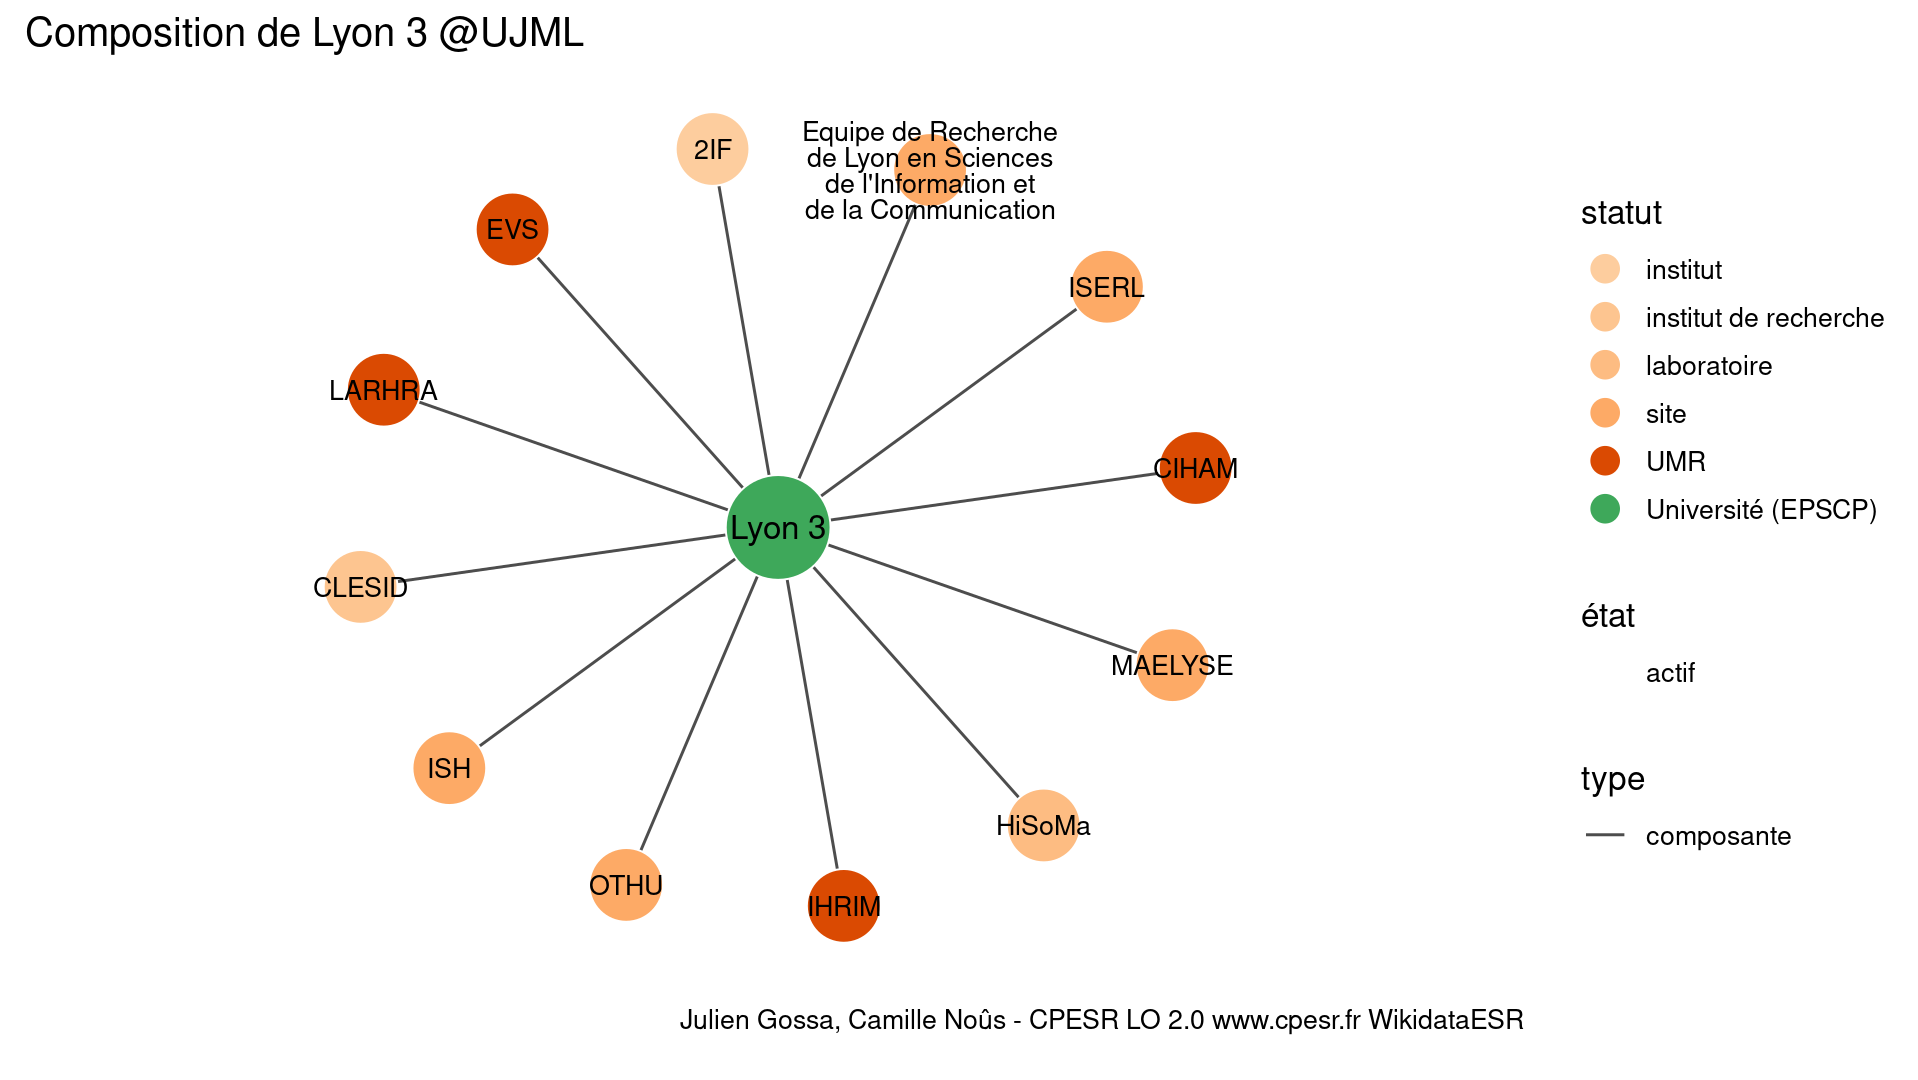 Composition de Lyon 3 @UJML
2IF
Equipe de Recherche
de Lyon en Sciences
de l'Information et
de la Communication
EVS
ISERL
LARHRA
CIHAM
Lyon 3
CLESID
MAELYSE
ISH
HiSoMa
OTHU
IHRIM
statut
institut
institut de recherche
laboratoire
site
UMR
Université (EPSCP)
état
actif
type
composante
Julien Gossa, Camille Noûs - CPESR LO 2.0 www.cpesr.fr WikidataESR